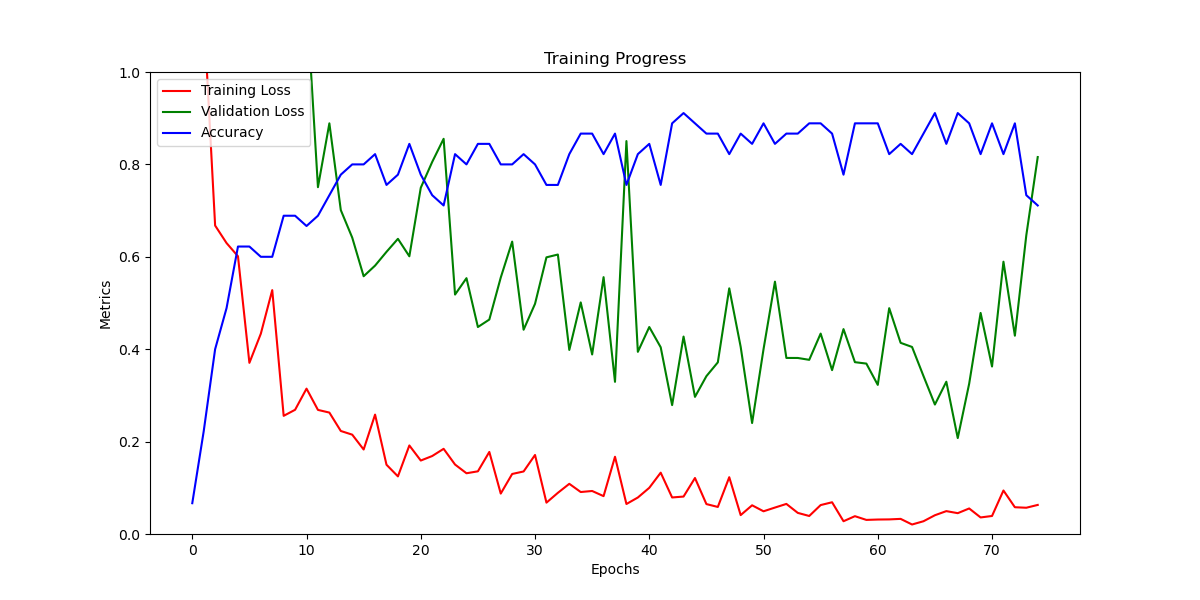 Training Progress
1.0
0.8
0.6
0.4
0.2
0.0
Metrics
Training Loss
Validation Loss
Accuracy
0 10 20 30 40 50 60 70
Epochs